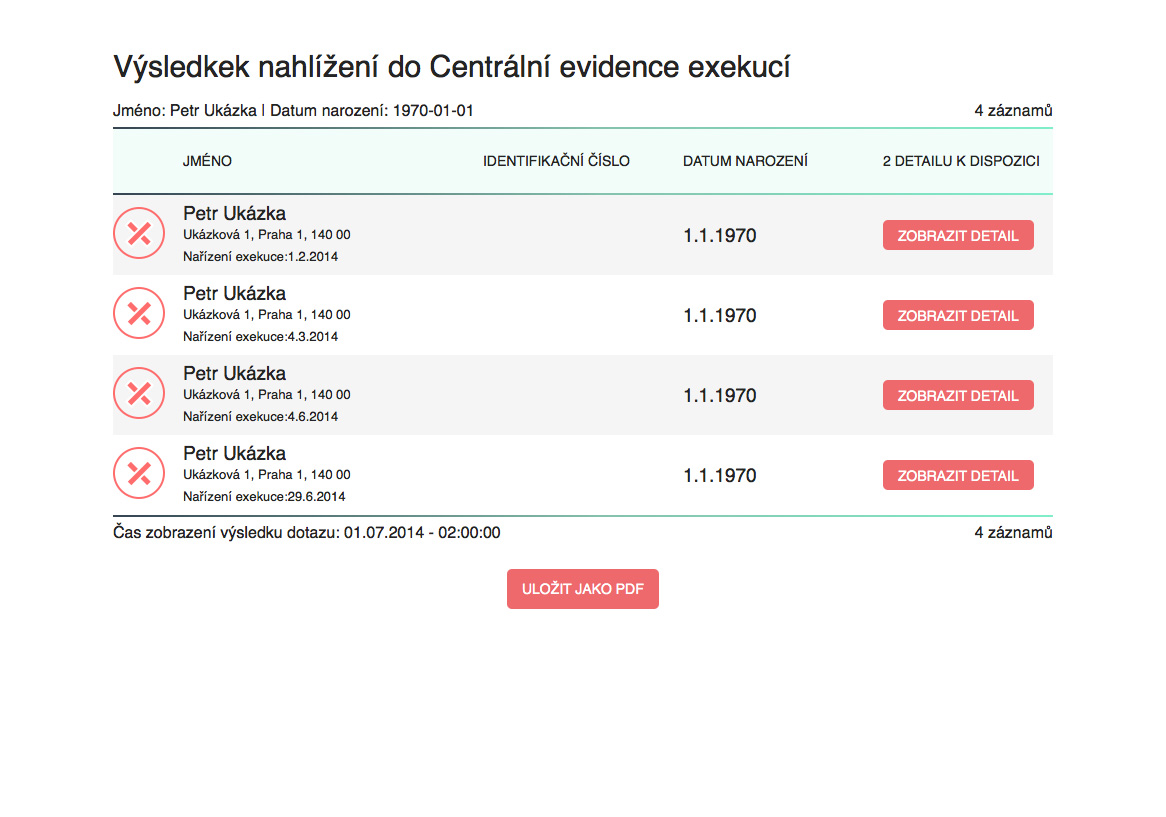 Výsledkek nahlížení do Centrální evidence exekucí
Jméno: Petr Ukázka | Datum narození: 1970-01-01 4 záznamů
JMÉNO IDENTIFIKAČNÍ ČÍSLO DATUM NAROZENÍ 2 DETAILU K DISPOZICI
Petr Ukázka
Ukázková 1, Praha 1, 140 00
Nařízení exekuce:1.2.2014
1.1.1970 ZOBRAZIT DETAIL
Petr Ukázka
Ukázková 1, Praha 1, 140 00
Nařízení exekuce:4.3.2014
1.1.1970 ZOBRAZIT DETAIL
Petr Ukázka
Ukázková 1, Praha 1, 140 00
Nařízení exekuce:4.6.2014
1.1.1970 ZOBRAZIT DETAIL
Petr Ukázka
Ukázková 1, Praha 1, 140 00
Nařízení exekuce:29.6.2014
1.1.1970 ZOBRAZIT DETAIL
Čas zobrazení výsledku dotazu: 01.07.2014 - 02:00:00 4 záznamů
ULOŽIT JAKO PDF